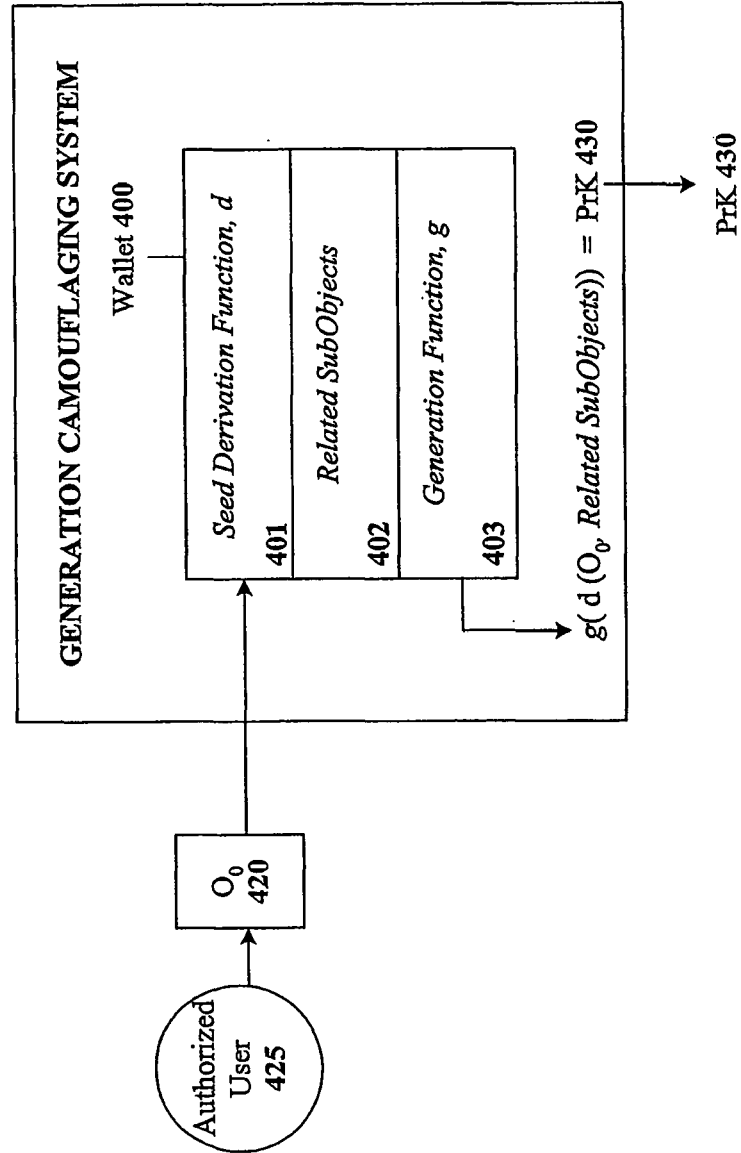 GENERATION CAMOUFLAGING SYSTEM
Wallet 400
Seed Derivation Function, d
401
Related SubObjects
402
Generation Function, g
403
Authorized
User
425
O₀
420
g( d (O₀, Related SubObjects)) = PrK 430
PrK 430